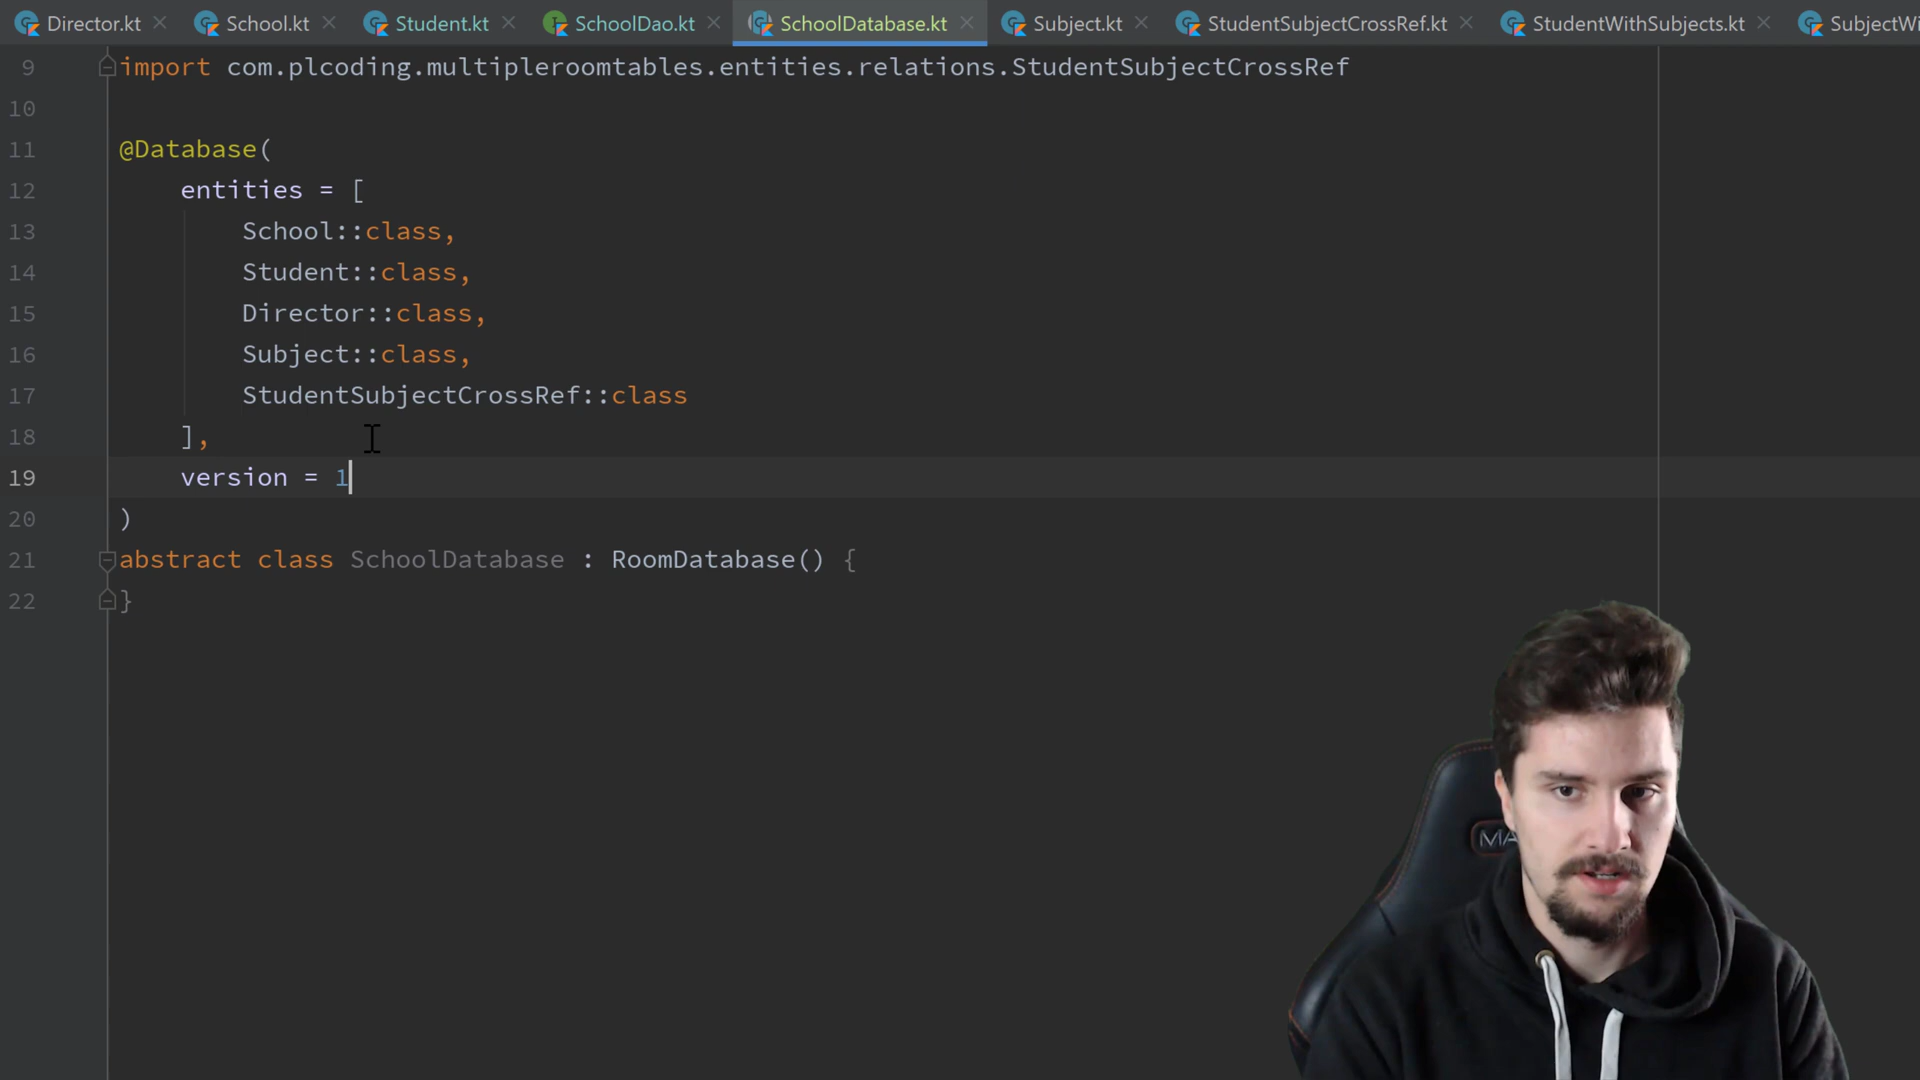 Director.kt School.kt Student.kt SchoolDao.kt SchoolDatabase.kt Subject.kt StudentSubjectCrossRef.kt StudentWithSubjects.kt SubjectWi
9 import com.plcoding.multipleroomtables.entities.relations.StudentSubjectCrossRef
10
11 @Database(
12 entities = [
13 School::class,
14 Student::class,
15 Director::class,
16 Subject::class,
17 StudentSubjectCrossRef::class
18 ],
19 version = 1
20 )
21 abstract class SchoolDatabase : RoomDatabase() {
22 }
MA